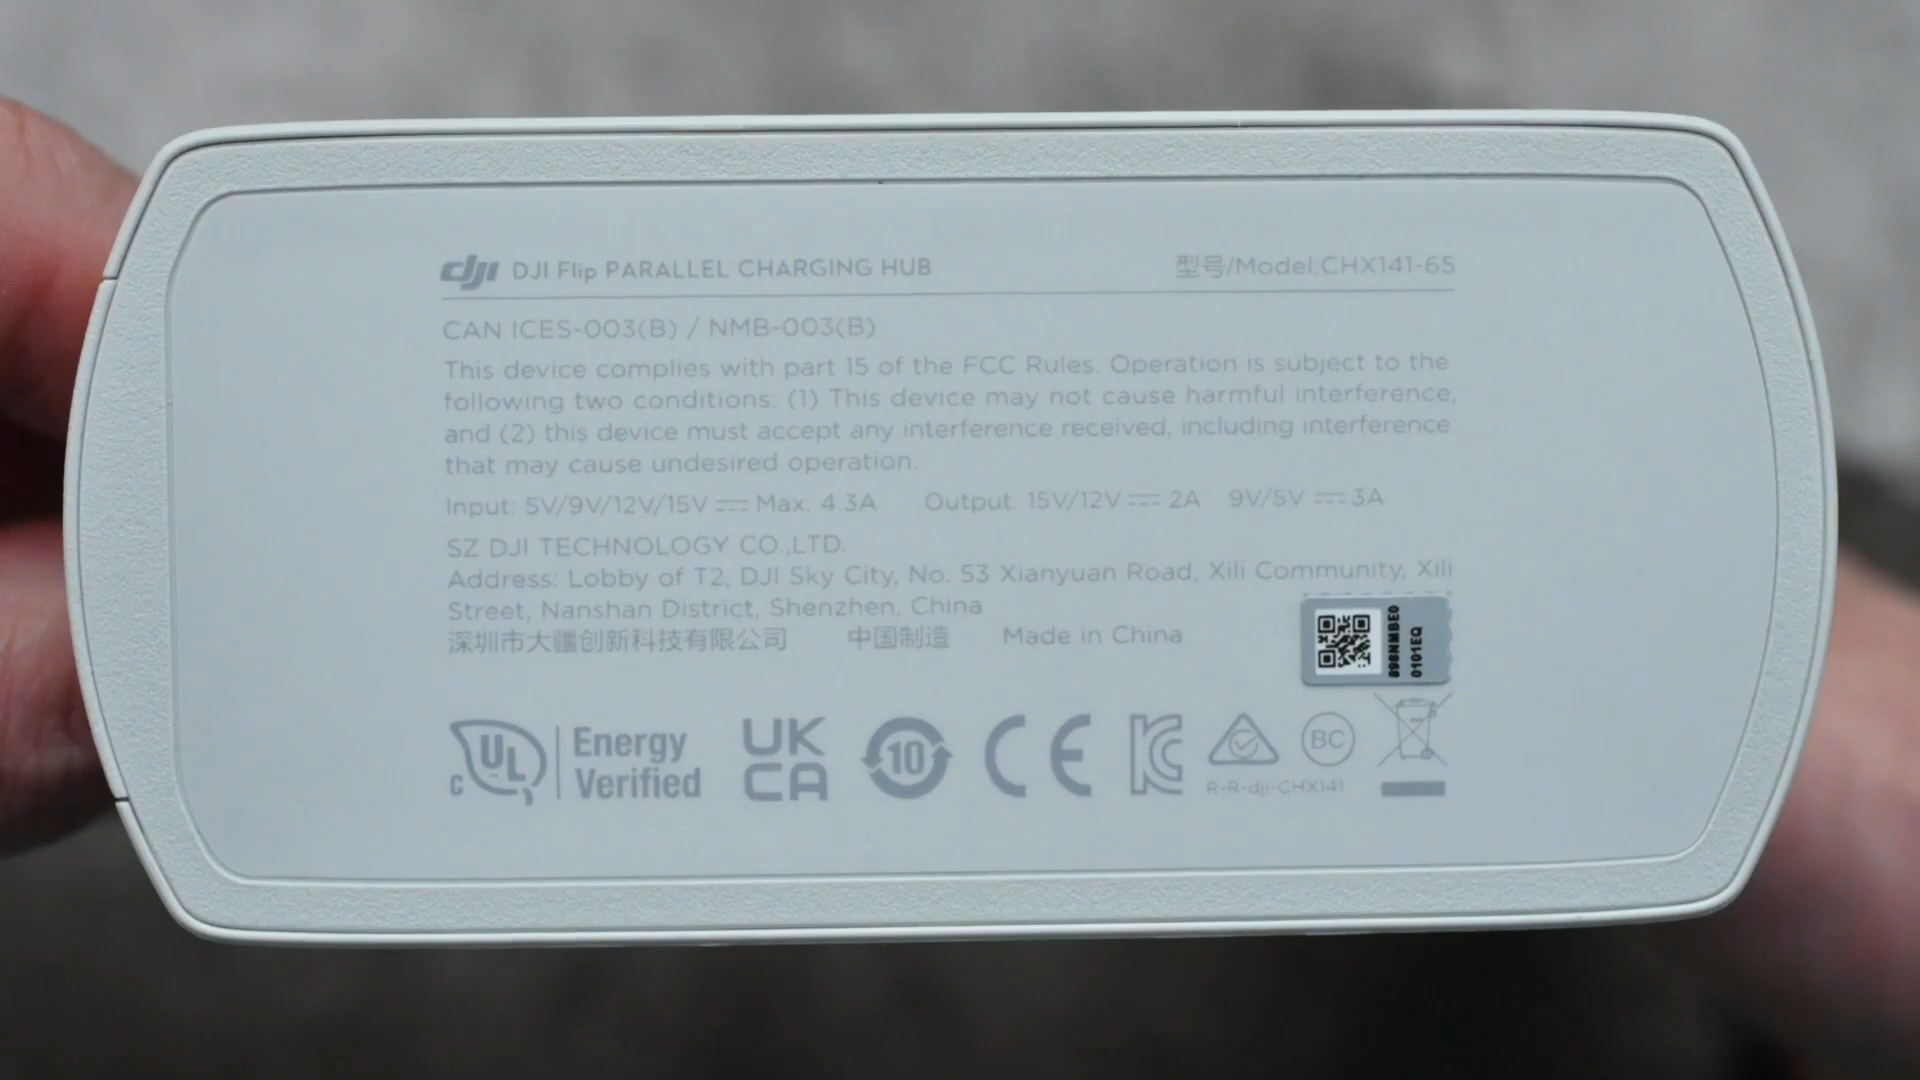 dji DJI Flip PARALLEL CHARGING HUB 型号/Model:CHX141-65
CAN ICES-003(B) / NMB-003(B)
This device complies with part 15 of the FCC Rules. Operation is subject to the
following two conditions: (1) This device may not cause harmful interference,
and (2) this device must accept any interference received, including interference
that may cause undesired operation.
Input: 5V/9V/12V/15V ⎓ Max. 4.3A Output: 15V/12V ⎓ 2A 9V/5V ⎓ 3A
SZ DJI TECHNOLOGY CO.,LTD.
Address: Lobby of T2, DJI Sky City, No. 53 Xianyuan Road, Xili Community, Xili
Street, Nanshan District, Shenzhen, China
深圳市大疆创新科技有限公司 中国制造 Made in China
898NMBE0
0101EQ
c UL ™ Energy
Verified
UK
CA
10
CE
KC
R-R-dji-CHX141
BC